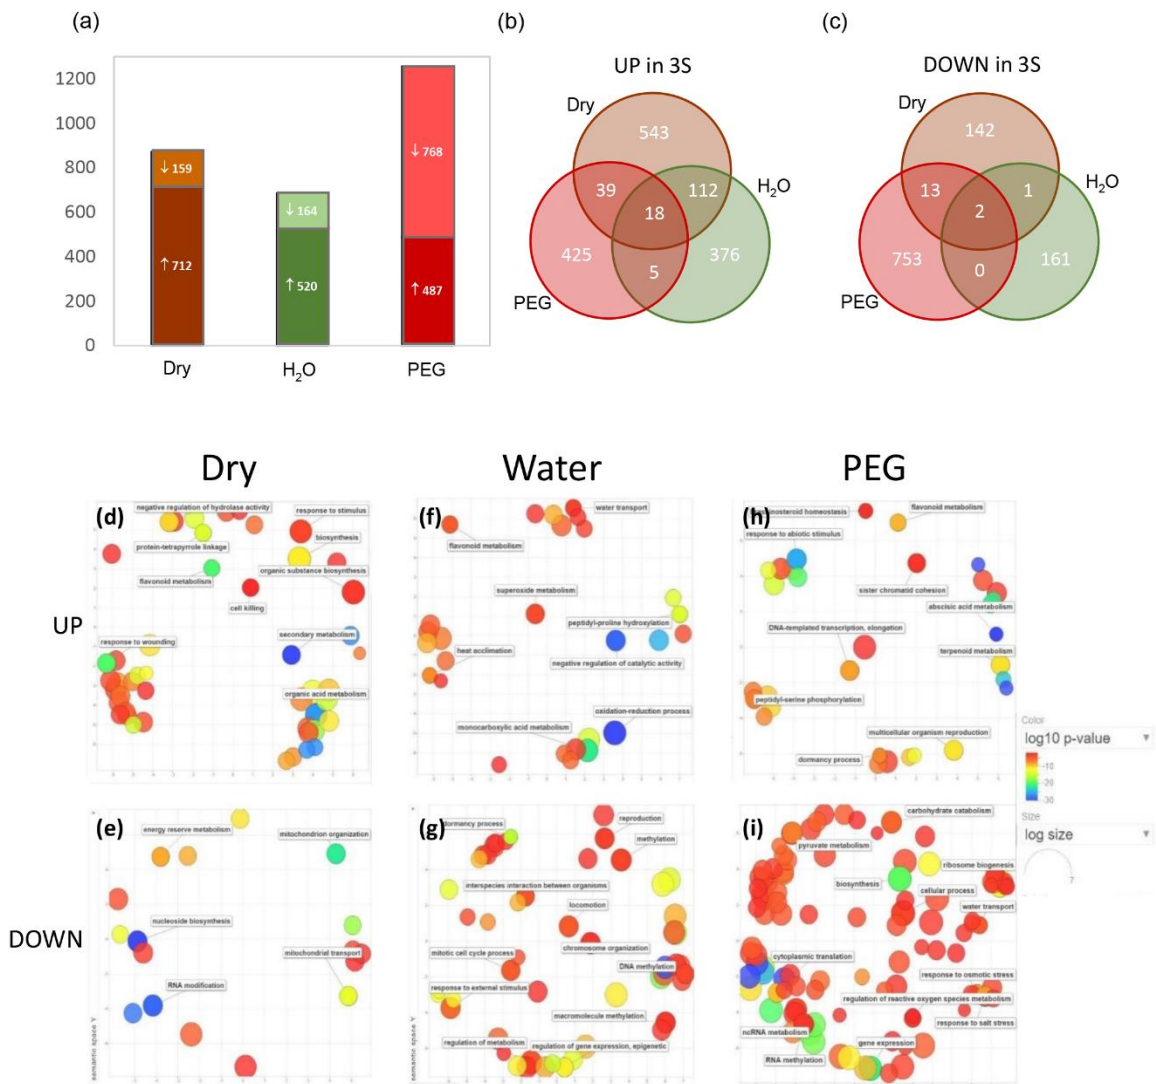 (a)
(b)
(c)
1200
1000
800
600
400
200
0
↓ 159
↑ 712
↓ 164
↑ 520
↓ 768
↑ 487
Dry
H₂O
PEG
UP in 3S
Dry
543
39
112
18
H₂O
425
5
376
PEG
DOWN in 3S
Dry
142
13
1
2
H₂O
753
0
161
PEG
Dry
Water
PEG
UP
DOWN
(d)
negative regulation of hydrolase activity
response to stimulus
biosynthesis
protein-tetrapyrrole linkage
organic substance biosynthesis
flavonoid metabolism
cell killing
secondary metabolism
response to wounding
organic acid metabolism
(f)
water transport
flavonoid metabolism
superoxide metabolism
peptidyl-proline hydroxylation
heat acclimation
negative regulation of catalytic activity
oxidation-reduction process
monocarboxylic acid metabolism
(h)
homeostasis
flavonoid metabolism
response to abiotic stimulus
sister chromatid cohesion
abscisic acid metabolism
DNA-templated transcription, elongation
terpenoid metabolism
peptidyl-serine phosphorylation
multicellular organism reproduction
dormancy process
Color
log10 p-value
-10
-20
-30
Size
log size
7
(e)
energy reserve metabolism
mitochondrion organization
nucleoside biosynthesis
mitochondrial transport
RNA modification
semantic space Y
(g)
dormancy process
reproduction
methylation
interspecies interaction between organisms
locomotion
chromosome organization
mitotic cell cycle process
DNA methylation
response to external stimulus
macromolecule methylation
regulation of metabolism
regulation of gene expression, epigenetic
semantic space Y
(i)
carbohydrate catabolism
pyruvate metabolism
ribosome biogenesis
biosynthesis
cellular process
water transport
cytoplasmic translation
response to osmotic stress
regulation of reactive oxygen species metabolism
response to salt stress
ncRNA metabolism
gene expression
RNA methylation